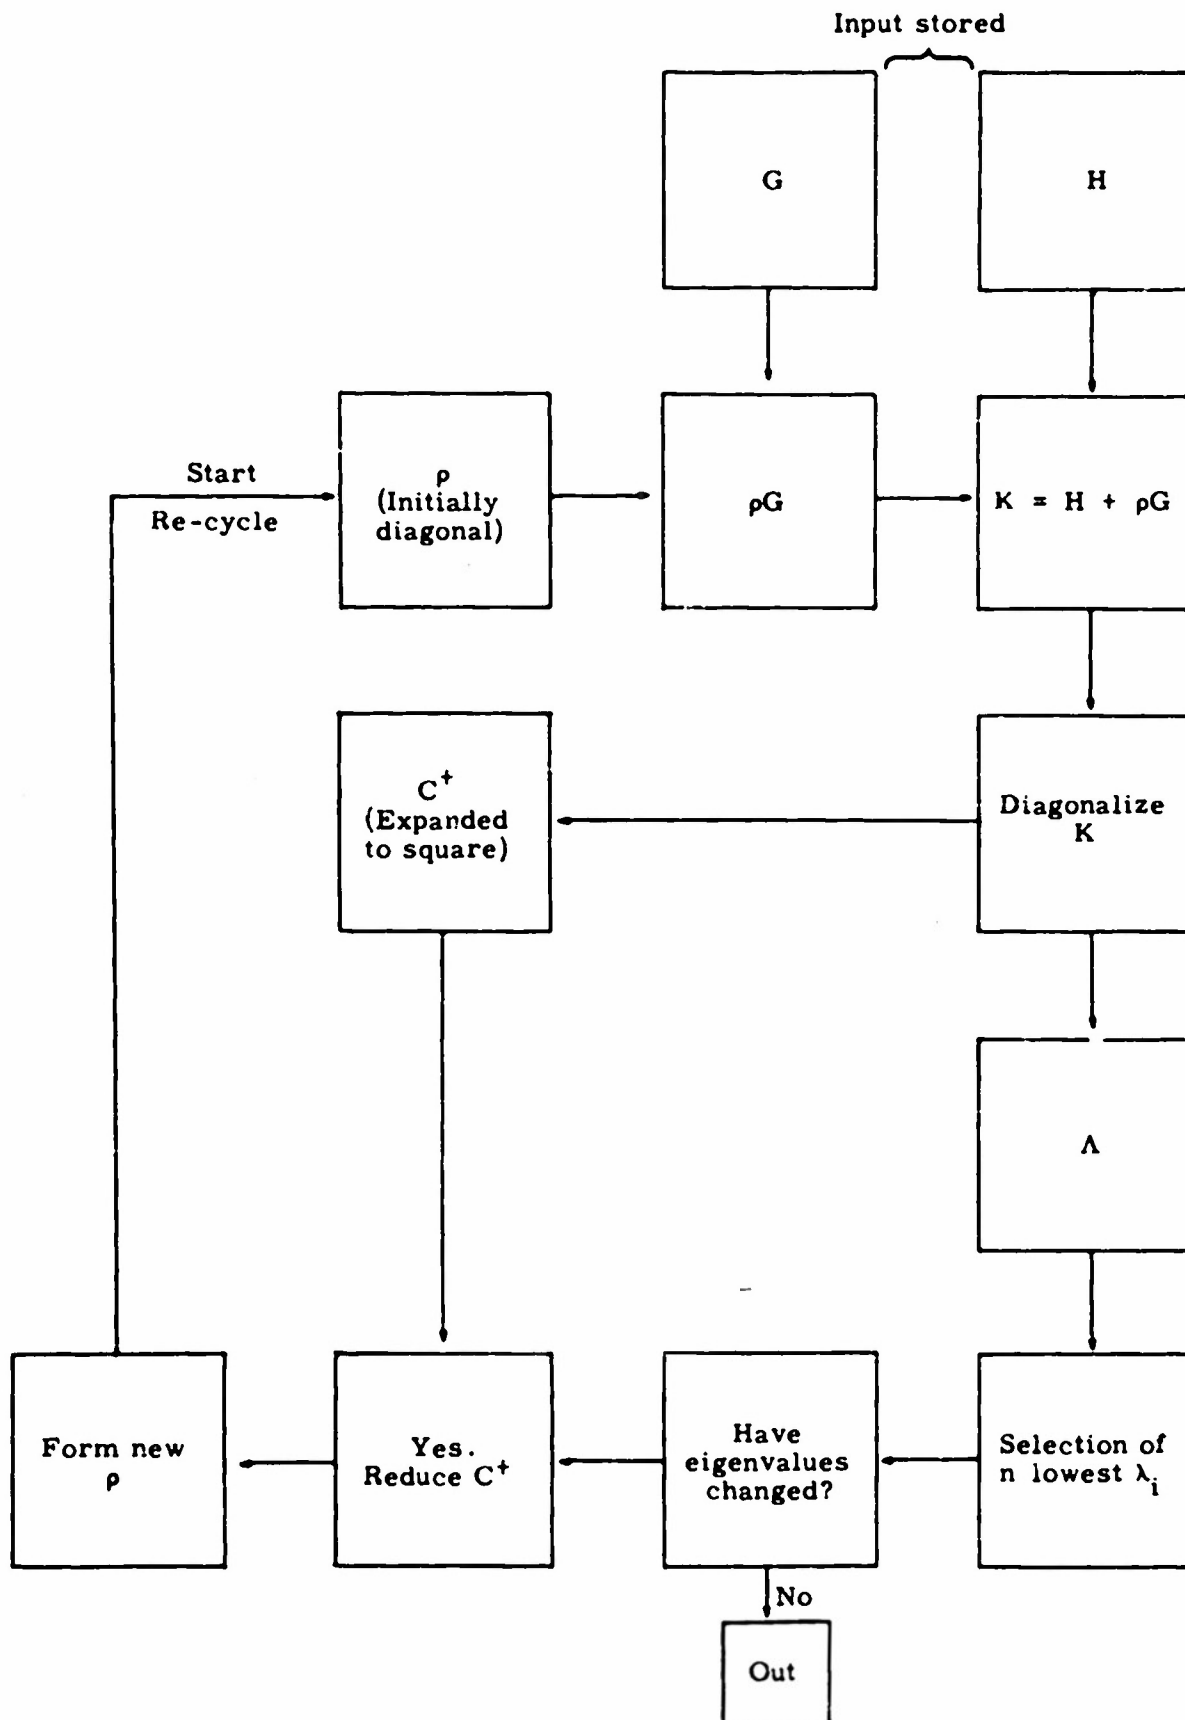 Input stored
G
H
Start
Re-cycle
ρ
(Initially
diagonal)
ρG
K = H + ρG
C⁺
(Expanded
to square)
Diagonalize
K
Λ
Form new
ρ
Yes.
Reduce C⁺
Have
eigenvalues
changed?
Selection of
n lowest λᵢ
No
Out